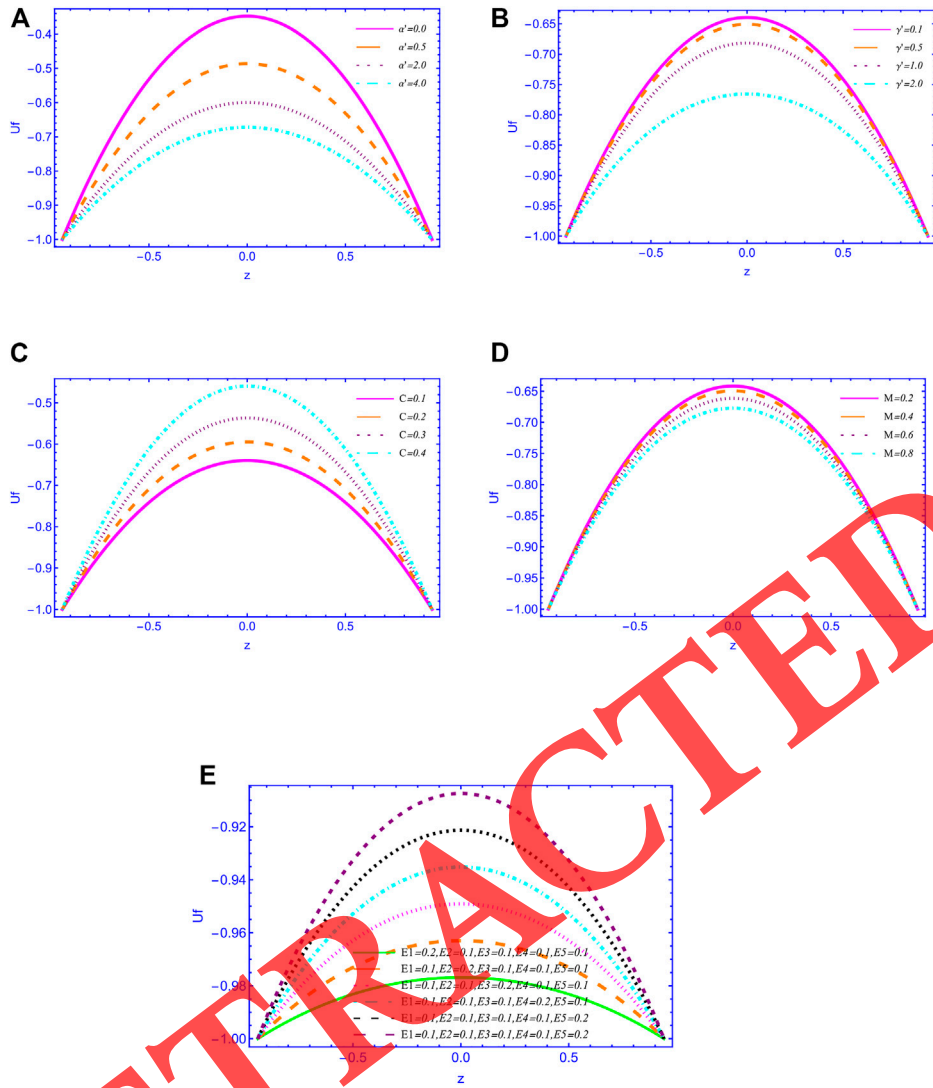 A
α'=0.0
α'=0.5
α'=2.0
α'=4.0
−0.4
−0.5
−0.6
−0.7
−0.8
−0.9
−1.0
Uf
−0.5
0.0
0.5
z
B
γ'=0.1
γ'=0.5
γ'=1.0
γ'=2.0
−0.65
−0.70
−0.75
−0.80
−0.85
−0.90
−0.95
−1.00
Uf
−0.5
0.0
0.5
z
C
C=0.1
C=0.2
C=0.3
C=0.4
−0.5
−0.6
−0.7
−0.8
−0.9
−1.0
Uf
−0.5
0.0
0.5
z
D
M=0.2
M=0.4
M=0.6
M=0.8
−0.65
−0.70
−0.75
−0.80
−0.85
−0.90
−0.95
−1.00
Uf
−0.5
0.0
0.5
z
E
−0.92
−0.94
−0.96
−0.98
−1.00
Uf
E1=0.2,E2=0.1,E3=0.1,E4=0.1,E5=0.1
E1=0.1,E2=0.2,E3=0.1,E4=0.1,E5=0.1
E1=0.1,E2=0.1,E3=0.2,E4=0.1,E5=0.1
E1=0.1,E2=0.1,E3=0.1,E4=0.2,E5=0.1
E1=0.1,E2=0.1,E3=0.1,E4=0.1,E5=0.2
E1=0.1,E2=0.1,E3=0.1,E4=0.1,E5=0.2
−0.5
0.0
0.5
z
TRACTED